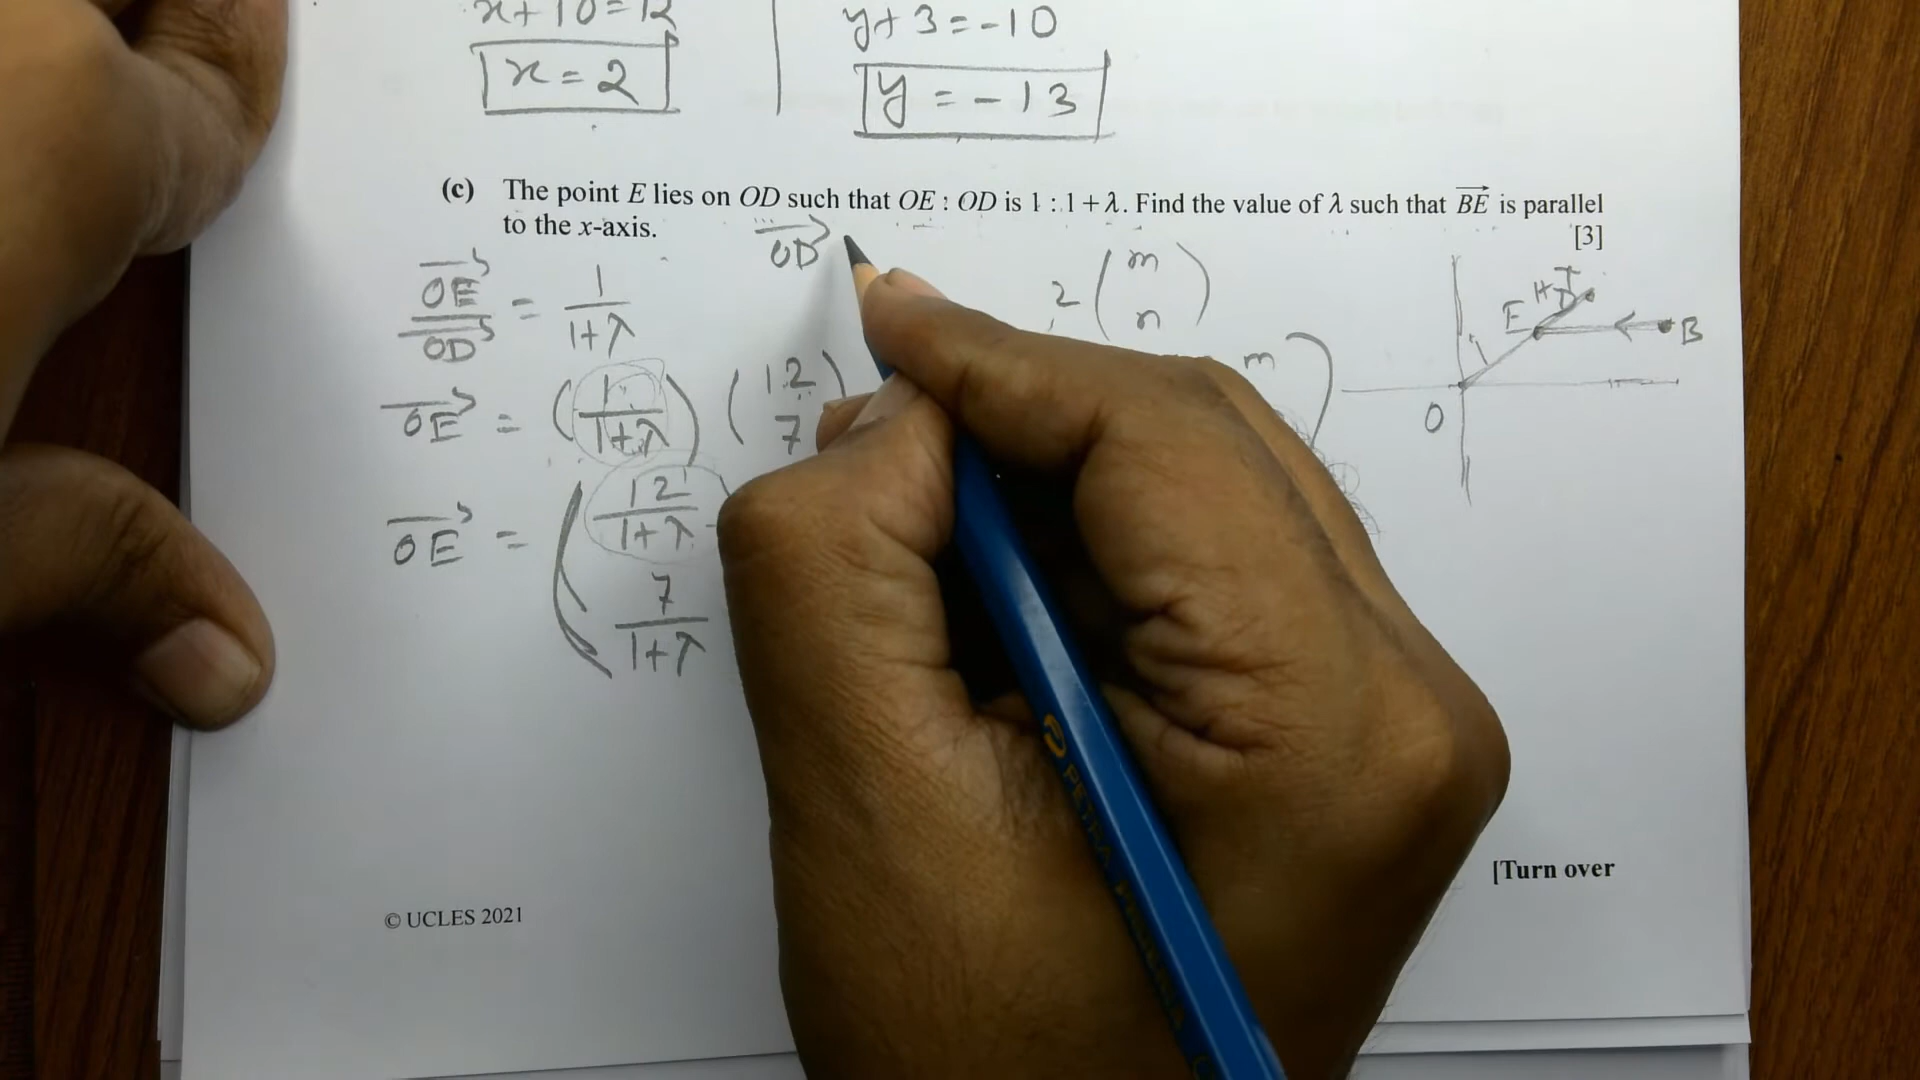 x+10=12
x=2
y+3=-10
y=-13
(c) The point E lies on OD such that OE : OD is 1 : 1+λ. Find the value of λ such that BE is parallel
to the x-axis.
[3]
OD
OE/OD = 1/1+λ
2 (m n)
OE = (1/1+λ) (12 7
m
OE = (12/1+λ 7/1+λ
E
D
B
O
PETRA
[Turn over
© UCLES 2021